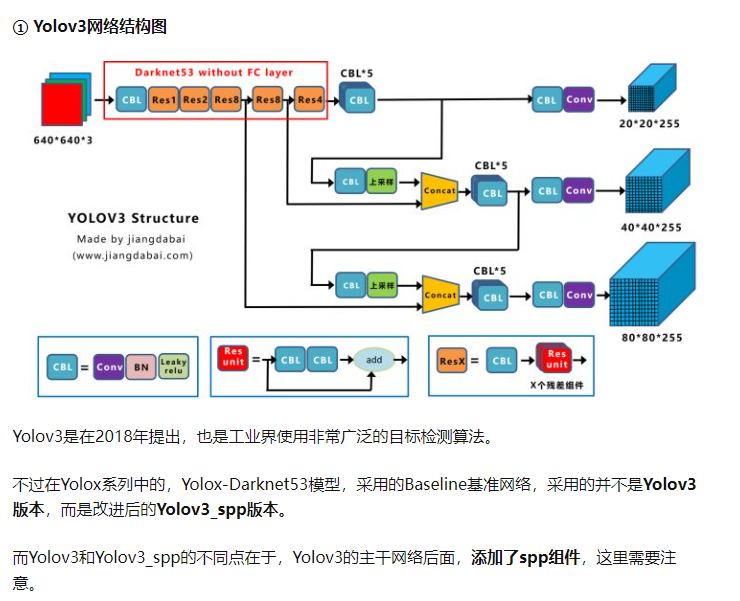 ① Yolov3网络结构图
Darknet53 without FC layer
CBL Res1 Res2 Res8 Res8 Res4
CBL*5
CBL
CBL Conv
640*640*3
20*20*255
CBL 上采样
Concat
CBL*5
CBL
CBL Conv
40*40*255
YOLOV3 Structure
Made by jiangdabai
(www.jiangdabai.com)
CBL 上采样
Concat
CBL*5
CBL
CBL Conv
80*80*255
CBL = Conv BN Leaky relu
Res unit = CBL CBL add
ResX = CBL Res unit
X个残差组件
Yolov3是在2018年提出，也是工业界使用非常广泛的目标检测算法。
不过在Yolox系列中的，Yolox-Darknet53模型，采用的Baseline基准网络，采用的并不是Yolov3
版本，而是改进后的Yolov3_spp版本。
而Yolov3和Yolov3_spp的不同点在于，Yolov3的主干网络后面，添加了spp组件，这里需要注
意。